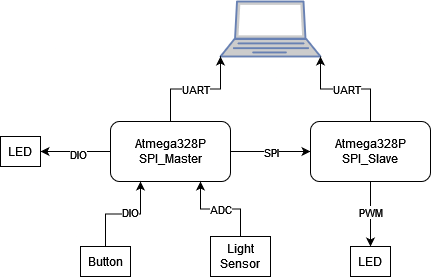 UART
UART
LED
DIO
Atmega328P
SPI_Master
SPI
Atmega328P
SPI_Slave
DIO
ADC
PWM
Button
Light
Sensor
LED